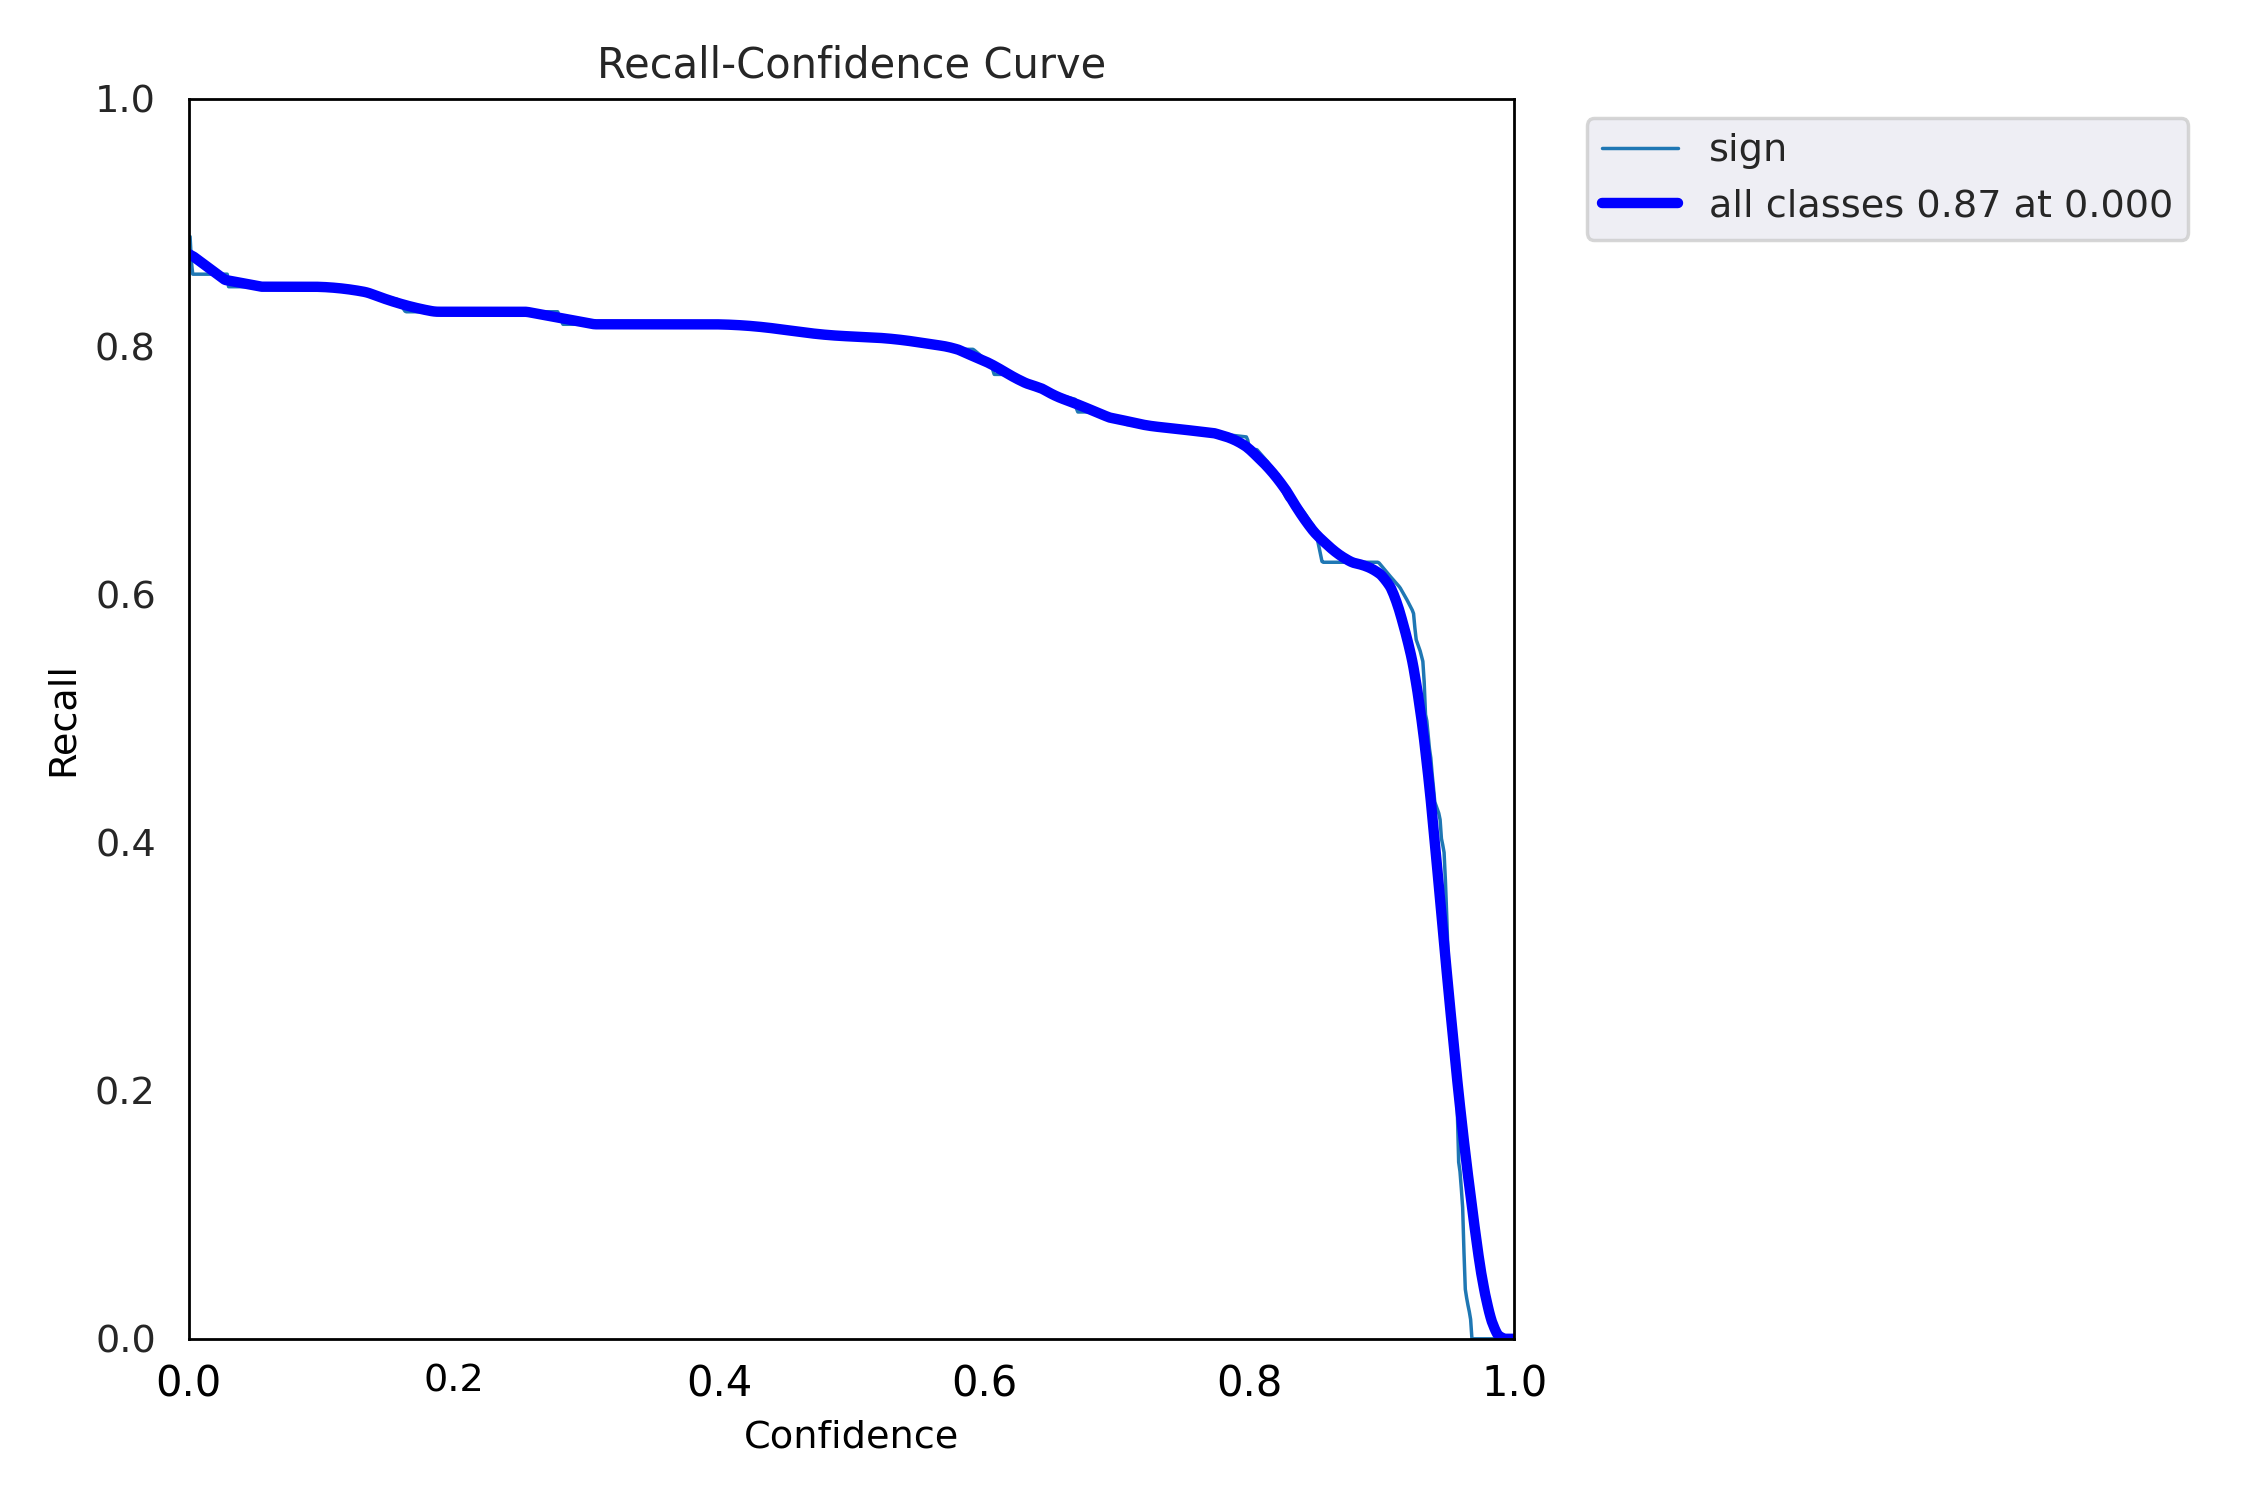 Recall-Confidence Curve
1.0
0.8
0.6
0.4
0.2
0.0
Recall
0.0 0.2 0.4 0.6 0.8 1.0
Confidence
sign
all classes 0.87 at 0.000